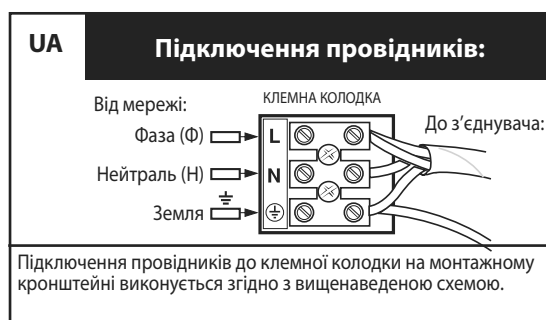 UA
Підключення провідників:
Від мережі:
КЛЕМНА КОЛОДКА
До з’єднувача:
Фаза (Ф)
L
Нейтраль (Н)
N
Земля
Підключення провідників до клемної колодки на монтажному
кронштейні виконується згідно з вищенаведеною схемою.